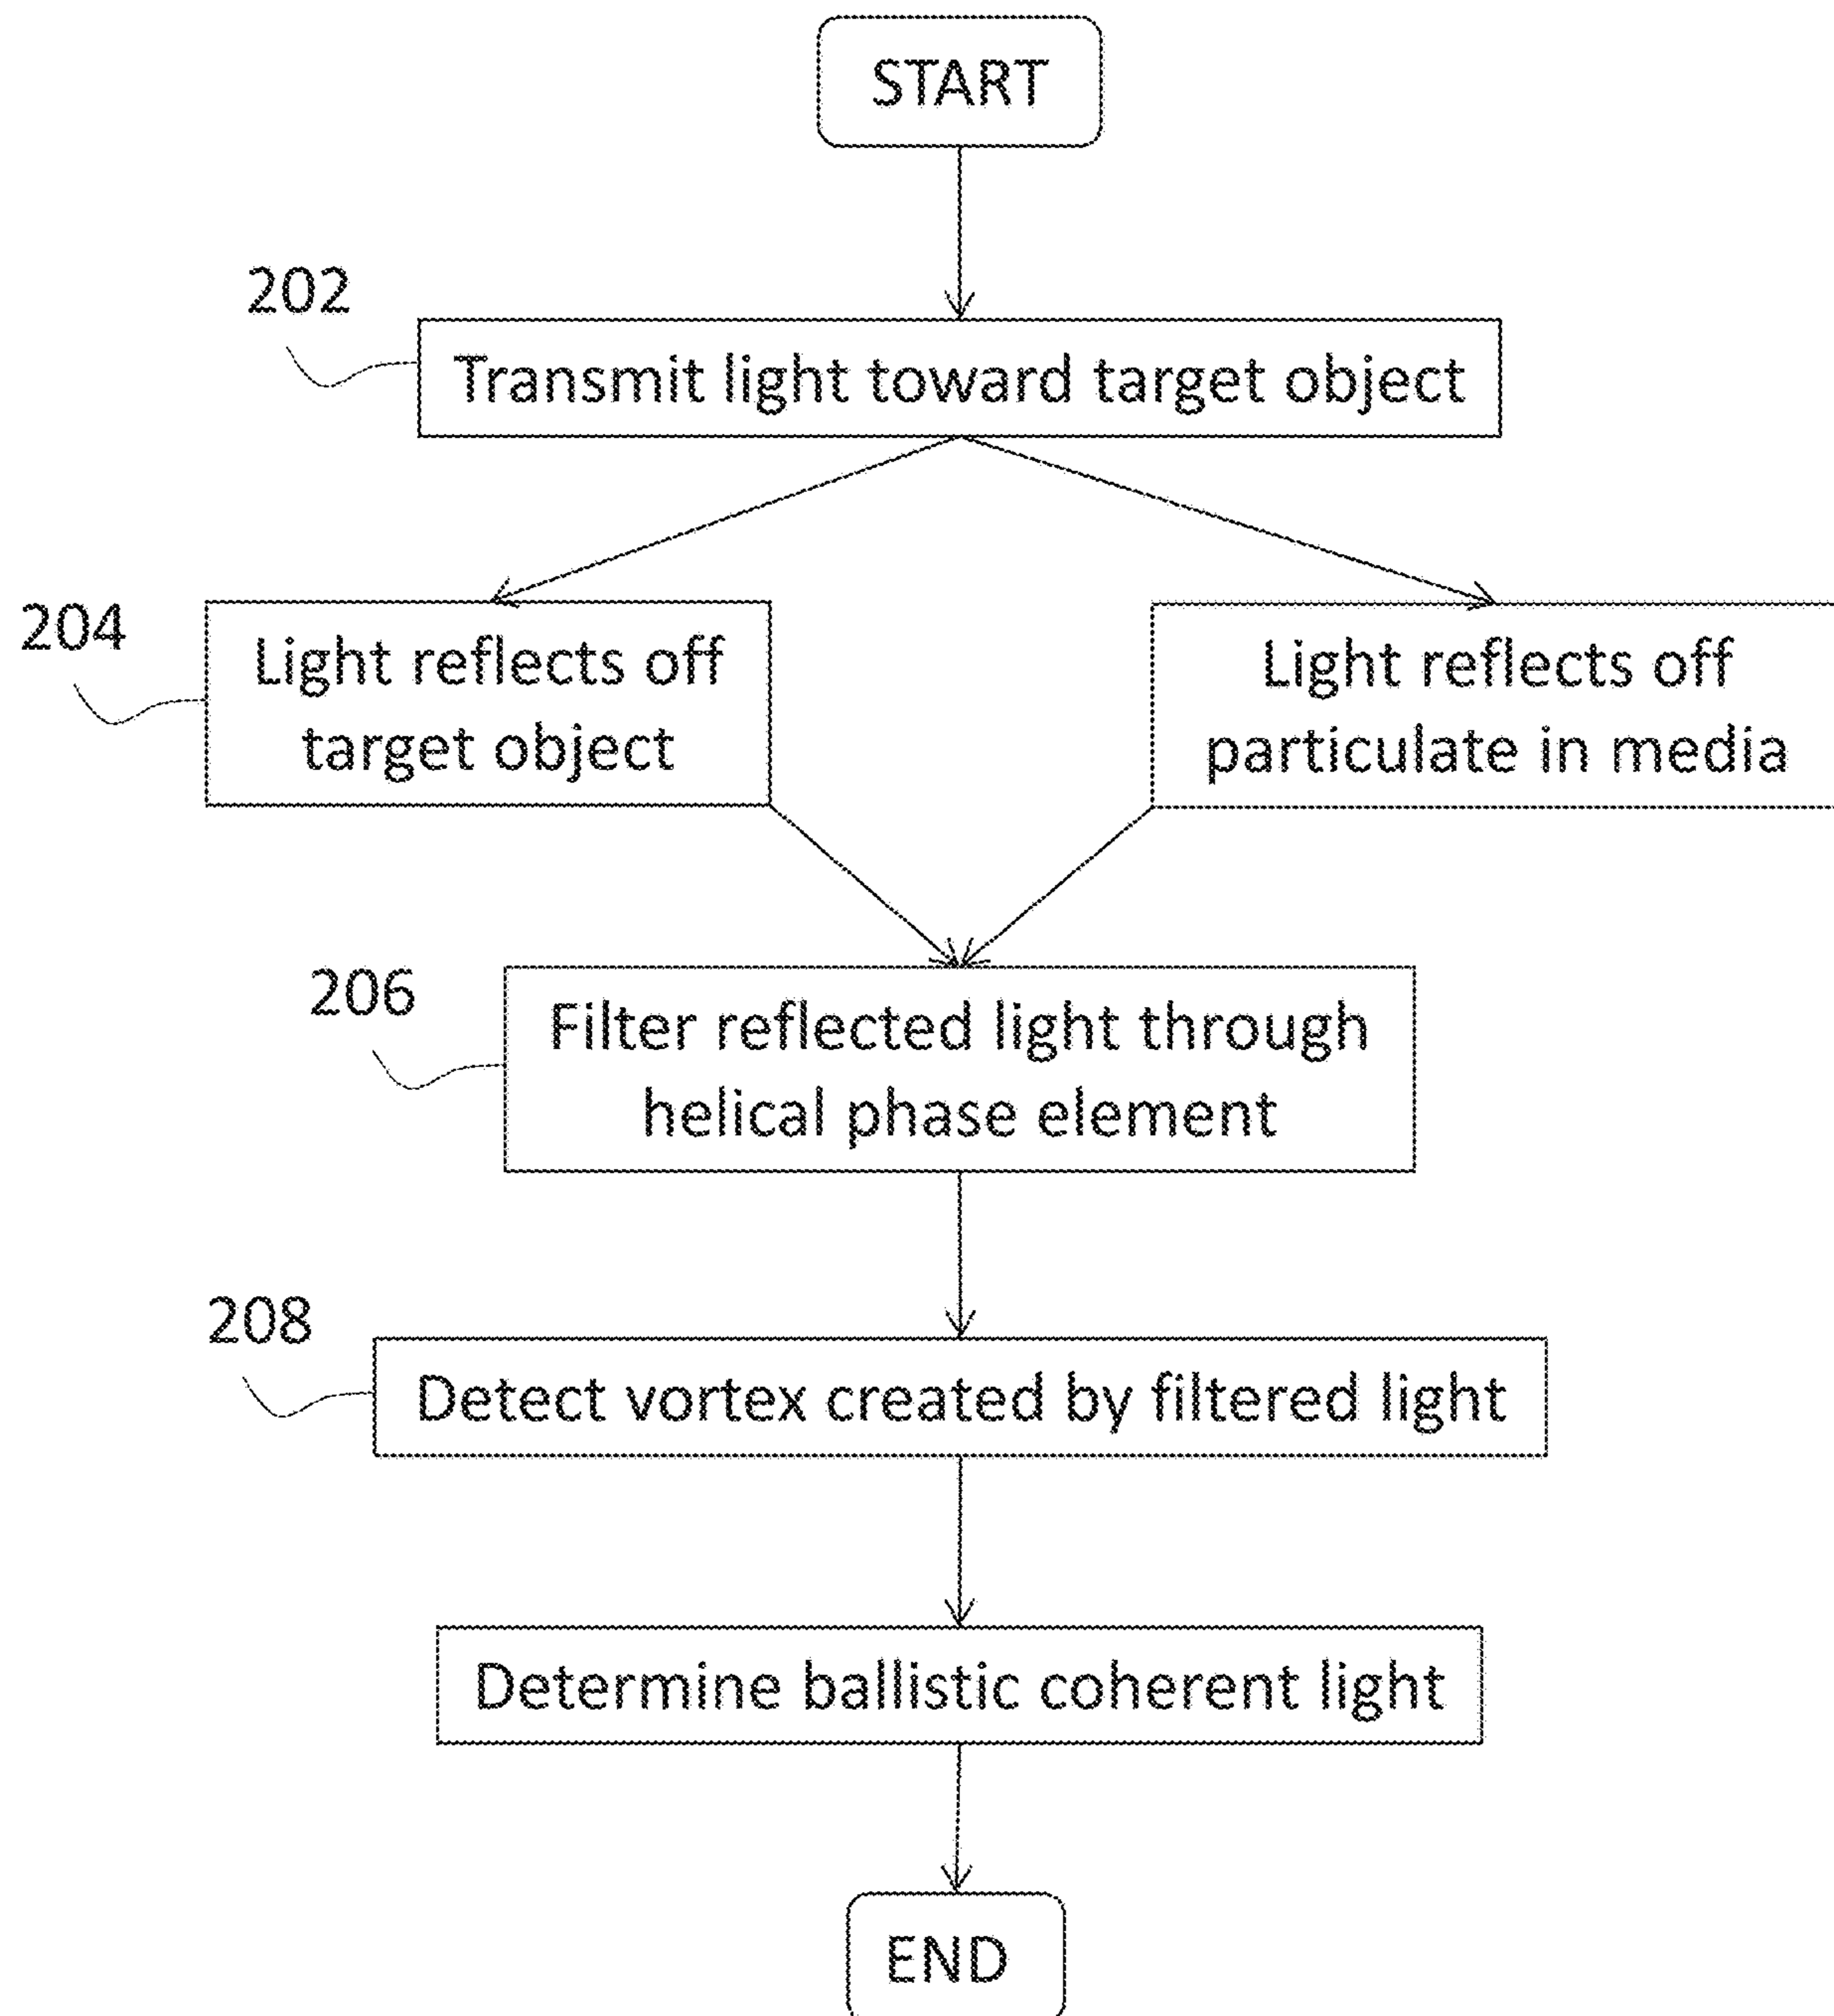 START
202
Transmit light toward target object
204
Light reflects off
target object
Light reflects off
particulate in media
206
Filter reflected light through
helical phase element
208
Detect vortex created by filtered light
Determine ballistic coherent light
END